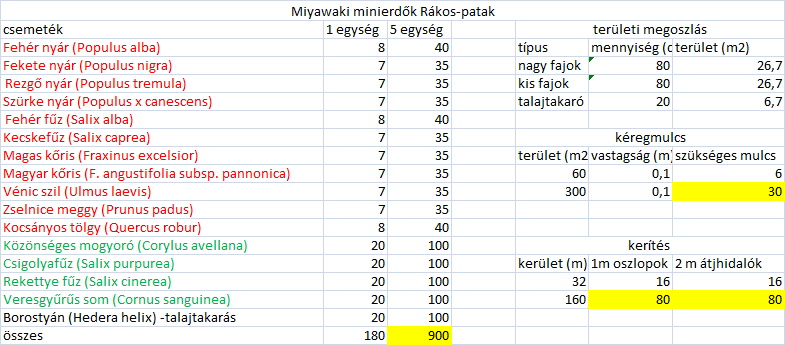 Miyawaki minierdők Rákos-patak
csemeték 1 egység 5 egység területi megoszlás
Fehér nyár (Populus alba) 8 40 típus mennyiség (c terület (m2)
Fekete nyár (Populus nigra) 7 35 nagy fajok 80 26,7
Rezgő nyár (Populus tremula) 7 35 kis fajok 80 26,7
Szürke nyár (Populus x canescens) 7 35 talajtakaró 20 6,7
Fehér fűz (Salix alba) 8 40
Kecskefűz (Salix caprea) 7 35 kéregmulcs
Magas kőris (Fraxinus excelsior) 7 35 terület (m2 vastagság (m) szükséges mulcs
Magyar kőris (F. angustifolia subsp. pannonica) 7 35 60 0,1 6
Vénic szil (Ulmus laevis) 7 35 300 0,1 30
Zselnice meggy (Prunus padus) 7 35
Kocsányos tölgy (Quercus robur) 8 40
Közönséges mogyoró (Corylus avellana) 20 100 kerítés
Csigolyafűz (Salix purpurea) 20 100 kerület (m) 1m oszlopok 2 m átjhidalók
Rekettye fűz (Salix cinerea) 20 100 32 16 16
Veresgyűrűs som (Cornus sanguinea) 20 100 160 80 80
Borostyán (Hedera helix) -talajtakarás 20 100
összes 180 900